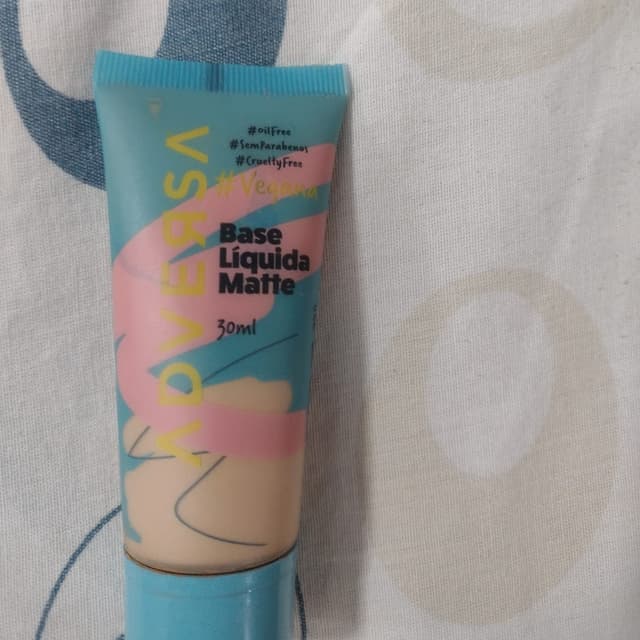 #oilFree
#SemParabenos
#CrueltyFree
#Vegana
ADVERSA
Base
Líquida
Matte
30ml